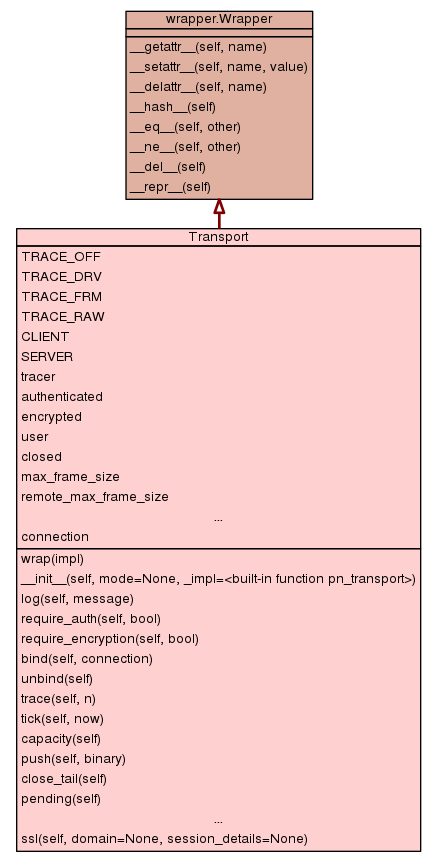 wrapper.Wrapper
__getattr__(self, name)
__setattr__(self, name, value)
__delattr__(self, name)
__hash__(self)
__eq__(self, other)
__ne__(self, other)
__del__(self)
__repr__(self)
Transport
TRACE_OFF
TRACE_DRV
TRACE_FRM
TRACE_RAW
CLIENT
SERVER
tracer
authenticated
encrypted
user
closed
max_frame_size
remote_max_frame_size
...
connection
wrap(impl)
__init__(self, mode=None, _impl=<built-in function pn_transport>)
log(self, message)
require_auth(self, bool)
require_encryption(self, bool)
bind(self, connection)
unbind(self)
trace(self, n)
tick(self, now)
capacity(self)
push(self, binary)
close_tail(self)
pending(self)
...
ssl(self, domain=None, session_details=None)